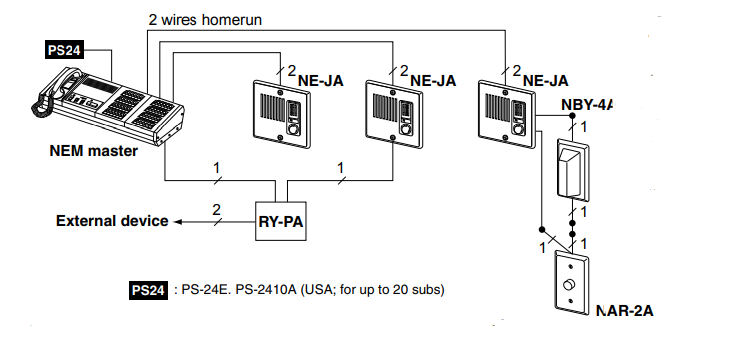 2 wires homerun
PS24
2 NE-JA
2 NE-JA
2 NE-JA
NBY-4A
1
NEM master
1
1
External device
2
RY-PA
1
1
1
PS24 : PS-24E. PS-2410A (USA; for up to 20 subs)
NAR-2A